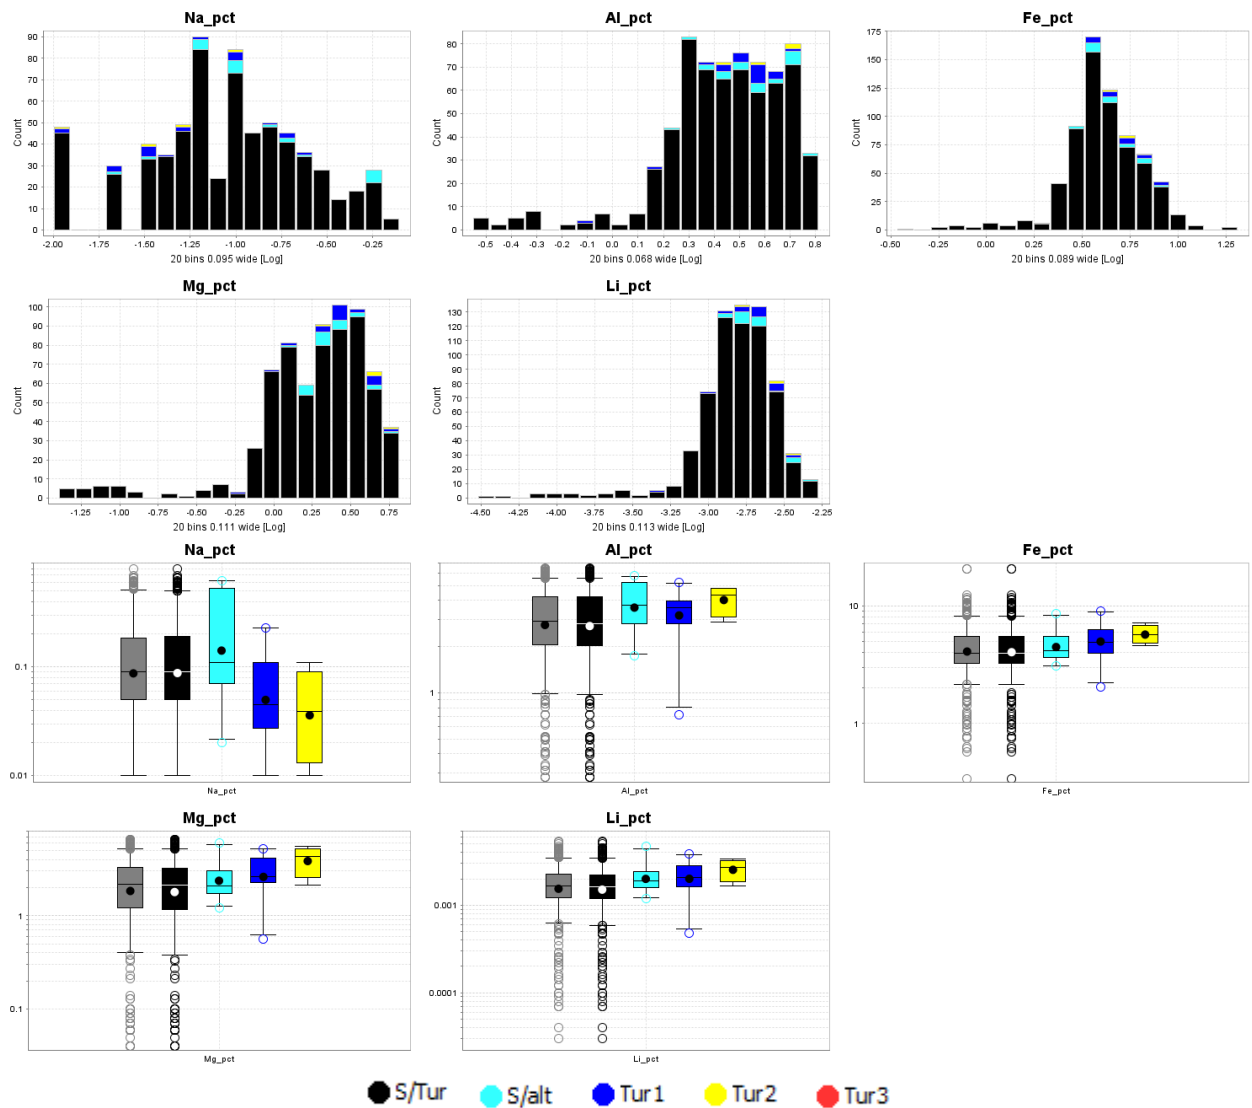 Na_pct
Al_pct
Fe_pct
90
80
70
60
50
40
30
20
10
0
Count
-2.00 -1.75 -1.50 -1.25 -1.00 -0.75 -0.50 -0.25
20 bins 0.095 wide [Log]
80
70
60
50
40
30
20
10
0
Count
-0.5 -0.4 -0.3 -0.2 -0.1 0.0 0.1 0.2 0.3 0.4 0.5 0.6 0.7 0.8
20 bins 0.068 wide [Log]
175
150
125
100
75
50
25
0
Count
-0.50 -0.25 0.00 0.25 0.50 0.75 1.00 1.25
20 bins 0.089 wide [Log]
Mg_pct
Li_pct
100
90
80
70
60
50
40
30
20
10
0
Count
-1.25 -1.00 -0.75 -0.50 -0.25 0.00 0.25 0.50 0.75
20 bins 0.111 wide [Log]
130
120
110
100
90
80
70
60
50
40
30
20
10
0
Count
-4.50 -4.25 -4.00 -3.75 -3.50 -3.25 -3.00 -2.75 -2.50 -2.25
20 bins 0.113 wide [Log]
Na_pct
Al_pct
Fe_pct
0.1
0.01
Na_pct
1
Al_pct
10
1
Fe_pct
Mg_pct
Li_pct
1
0.1
Mg_pct
0.001
0.0001
Li_pct
S/Tur S/alt Tur1 Tur2 Tur3